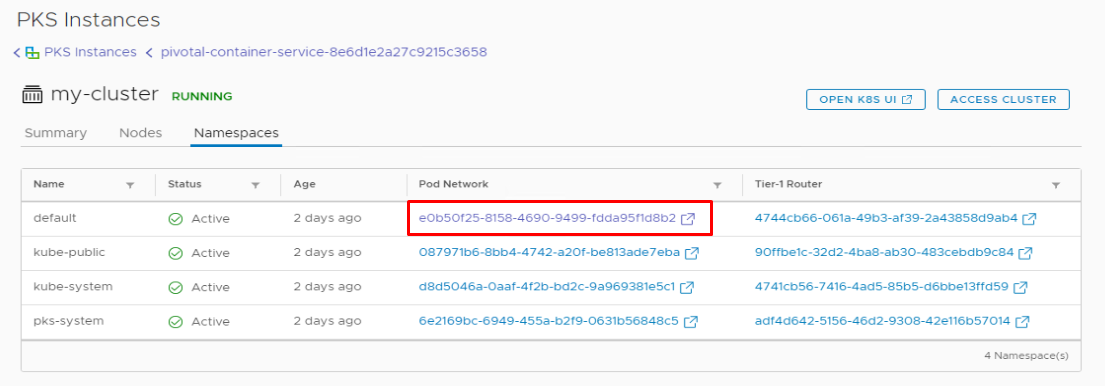 PKS Instances
PKS Instances pivotal-container-service-8e6d1e2a27c9215c3658
my-cluster RUNNING OPEN K8S UI ACCESS CLUSTER
Summary Nodes Namespaces
Name Status Age Pod Network Tier-1 Router
default Active 2 days ago e0b50f25-8158-4690-9499-fdda95f1d8b2 4744cb66-061a-49b3-af39-2a43858d9ab4
kube-public Active 2 days ago 087971b6-8bb4-4742-a20f-be813ade7eba 90ffbe1c-32d2-4ba8-ab30-483cebdb9c84
kube-system Active 2 days ago d8d5046a-0aaf-4f2b-bd2c-9a969381e5c1 4741cb56-7416-4ad5-85b5-d6bbe13ffd59
pks-system Active 2 days ago 6e2169bc-6949-455a-b2f9-0631b56848c5 adf4d642-5156-46d2-9308-42e116b57014
4 Namespace(s)